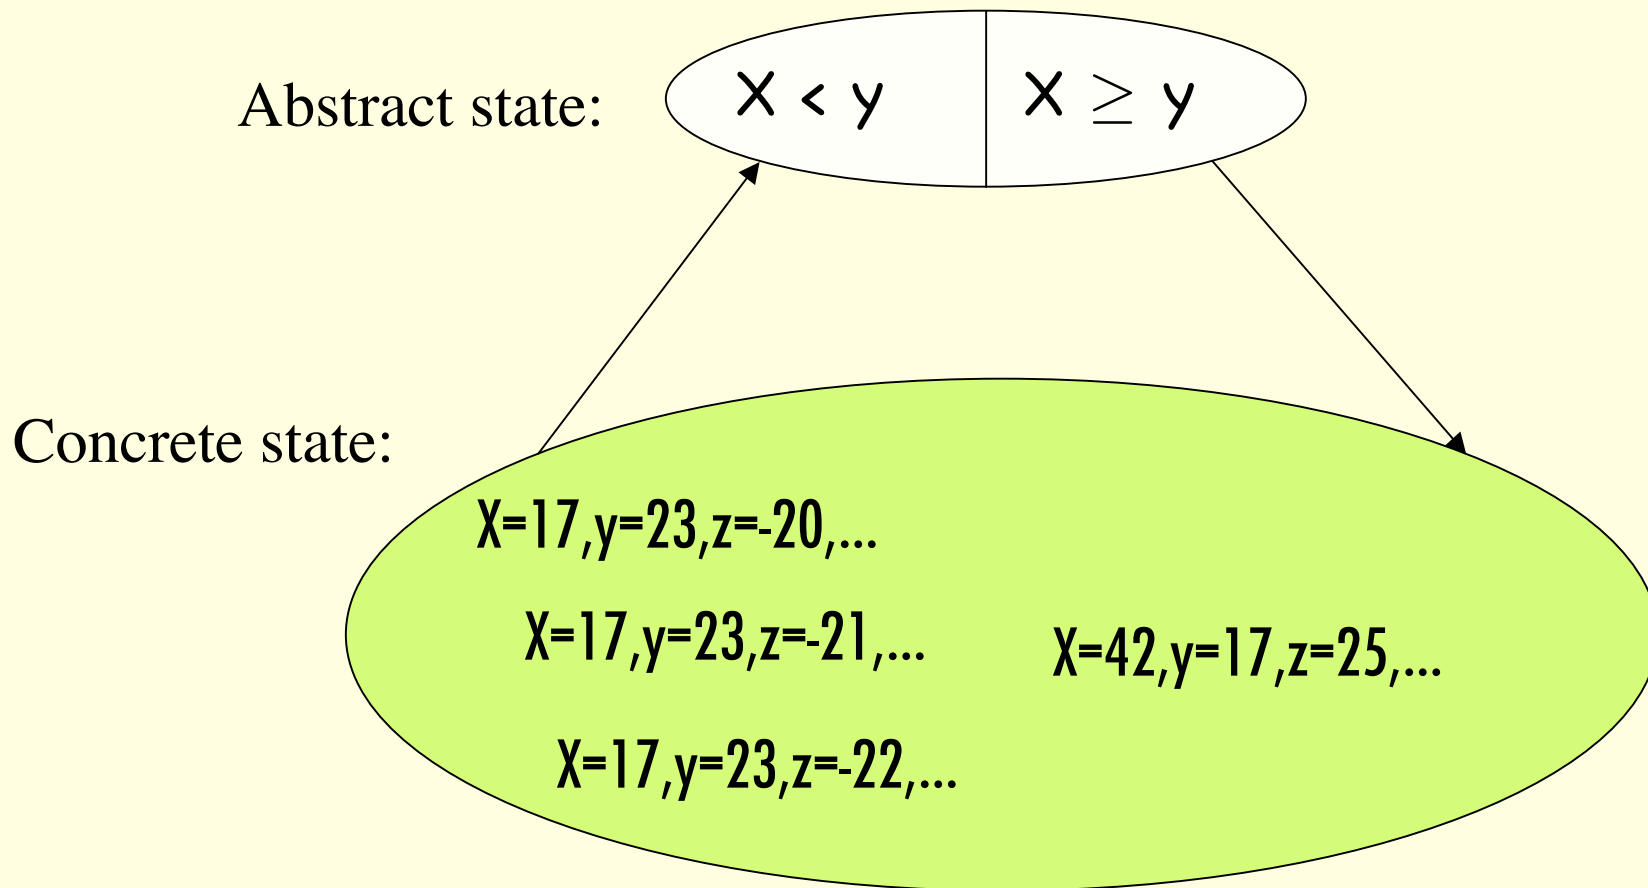 Abstract state:
X < y
X ≥ y
Concrete state:
X=17,y=23,z=-20,...
X=17,y=23,z=-21,...
X=42,y=17,z=25,...
X=17,y=23,z=-22,...